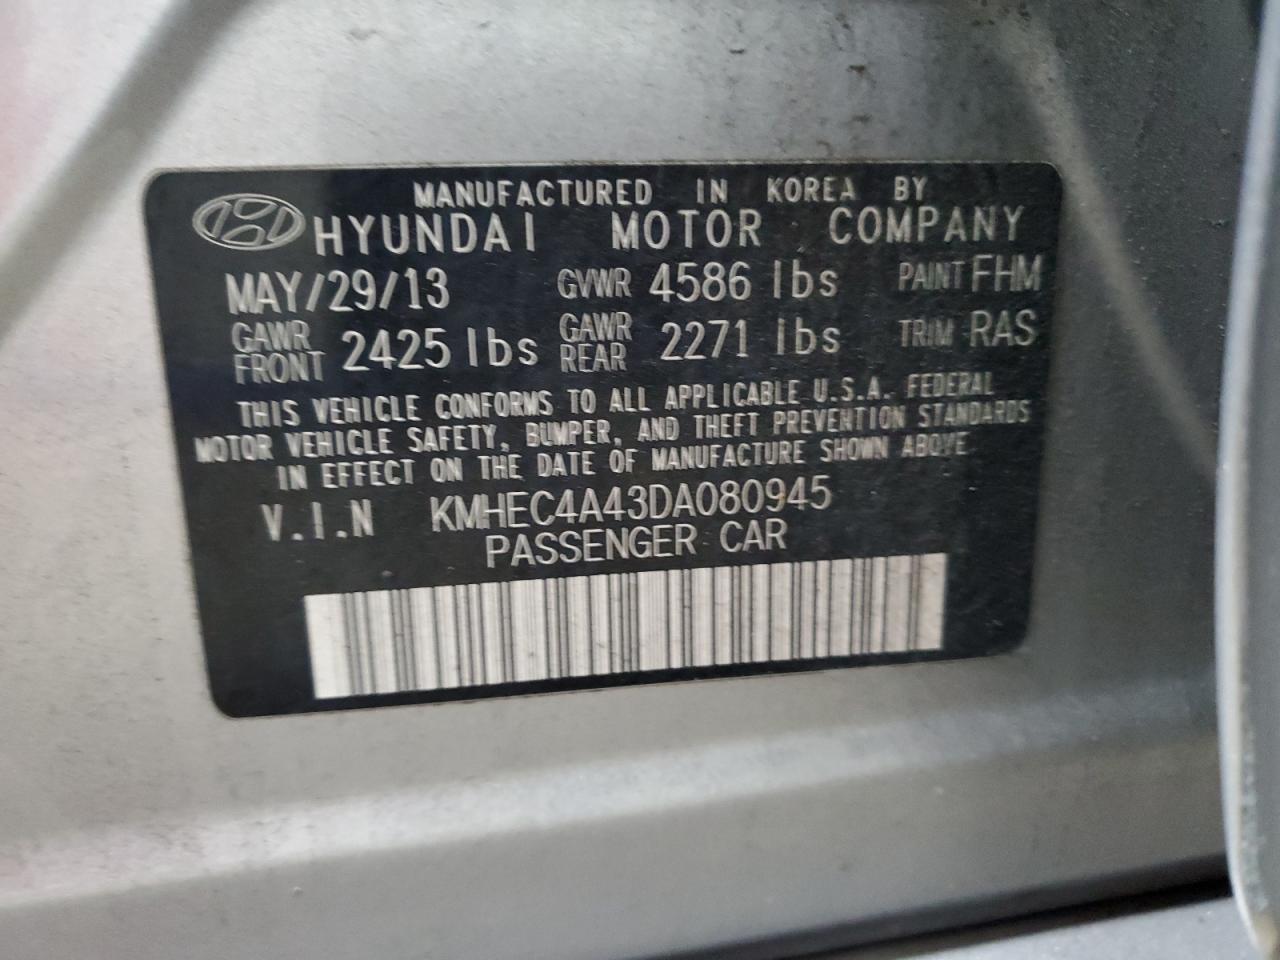 MANUFACTURED IN KOREA BY
HYUNDAI MOTOR COMPANY
MAY/29/13 GVWR 4586 lbs PAINT FHM
GAWR FRONT 2425 lbs GAWR REAR 2271 lbs TRIM RAS
THIS VEHICLE CONFORMS TO ALL APPLICABLE U.S.A. FEDERAL
MOTOR VEHICLE SAFETY, BUMPER, AND THEFT PREVENTION STANDARDS
IN EFFECT ON THE DATE OF MANUFACTURE SHOWN ABOVE
V.I.N KMHEC4A43DA080945
PASSENGER CAR